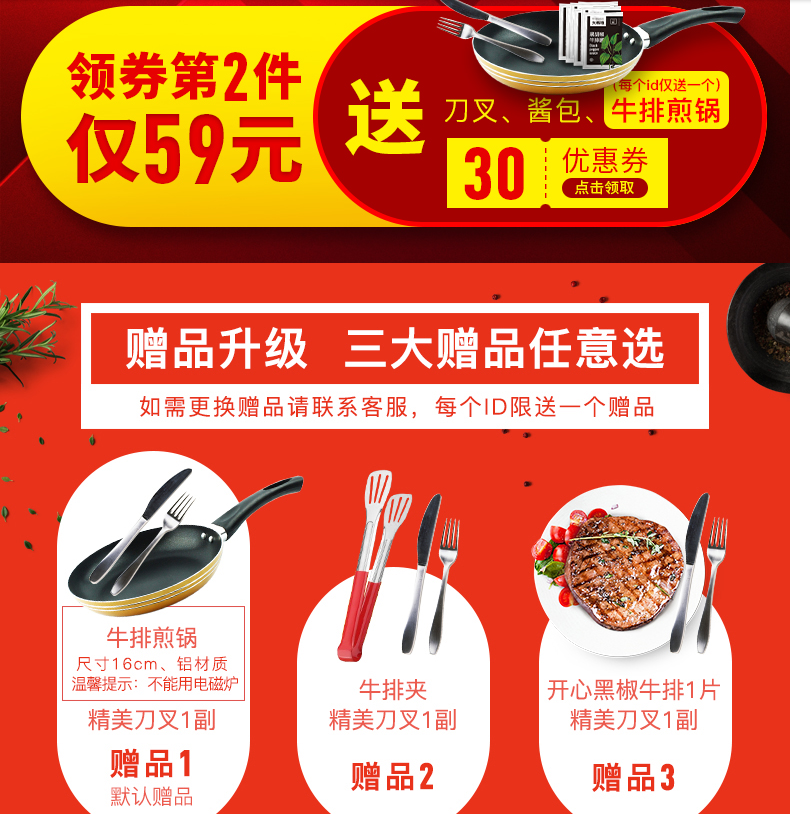 领券第2件
仅59元
送
刀叉、酱包、
(每个id仅送一个)
牛排煎锅
30
优惠券
点击领取
赠品升级 三大赠品任意选
如需更换赠品请联系客服，每个ID限送一个赠品
牛排煎锅
尺寸16cm、铝材质
温馨提示：不能用电磁炉
精美刀叉1副
赠品1
默认赠品
牛排夹
精美刀叉1副
赠品2
开心黑椒牛排1片
精美刀叉1副
赠品3